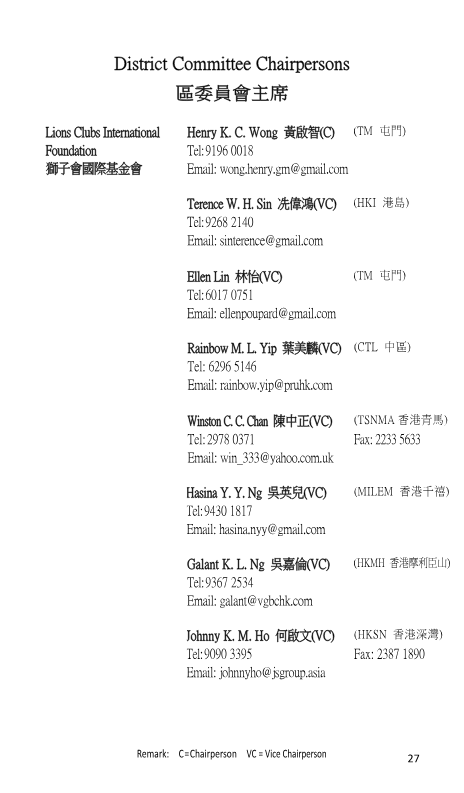 District Committee Chairpersons
區委員會主席
Lions Clubs International
Foundation
獅子會國際基金會
Henry K. C. Wong 黃啟智(C) (TM 屯門)
Tel: 9196 0018
Email: wong.henry.gm@gmail.com
Terence W. H. Sin 冼偉鴻(VC) (HKI 港島)
Tel: 9268 2140
Email: sinterence@gmail.com
Ellen Lin 林怡(VC) (TM 屯門)
Tel: 6017 0751
Email: ellenpoupard@gmail.com
Rainbow M. L. Yip 葉美麟(VC) (CTL 中區)
Tel: 6296 5146
Email: rainbow.yip@pruhk.com
Winston C. C. Chan 陳中正(VC) (TSNMA 香港青馬)
Tel: 2978 0371 Fax: 2233 5633
Email: win_333@yahoo.com.uk
Hasina Y. Y. Ng 吳英兒(VC) (MILEM 香港千禧)
Tel: 9430 1817
Email: hasina.nyy@gmail.com
Galant K. L. Ng 吳嘉倫(VC) (HKMH 香港摩利臣山)
Tel: 9367 2534
Email: galant@vgbchk.com
Johnny K. M. Ho 何啟文(VC) (HKSN 香港深灣)
Tel: 9090 3395 Fax: 2387 1890
Email: johnnyho@jsgroup.asia
Remark: C=Chairperson VC = Vice Chairperson
27